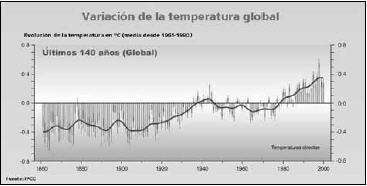 Variación de la temperatura global
Evolución de la temperatura en ºC (media desde 1961-1990)
Últimos 140 años (Global)
0.8 0.8
0.4 0.4
0.0 0.0
-0.4 -0.4
-0.8 -0.8
Temperaturas directas
1860 1880 1900 1920 1940 1960 1980 2000
Fuente: IPCC